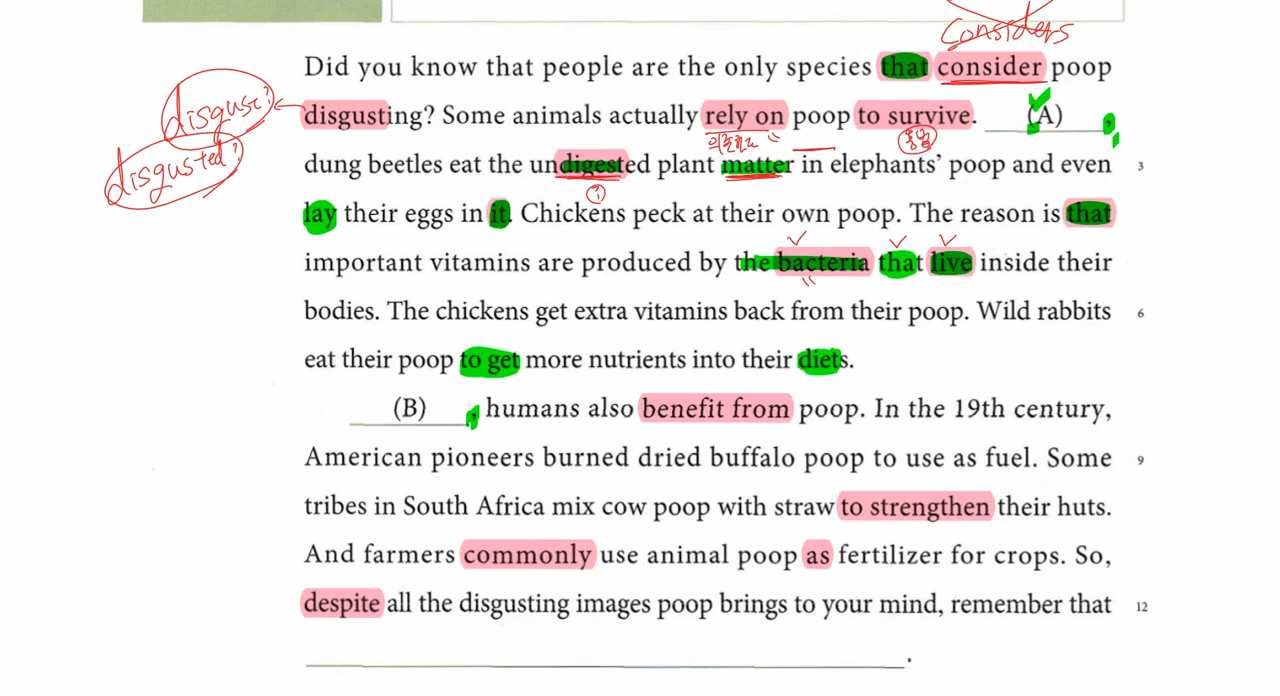 Considers
Did you know that people are the only species that consider poop
disgust?
disgusting? Some animals actually rely on poop to survive. (A) ,
disgusted?
dung beetles eat the undigested plant matter in elephants' poop and even 3
lay their eggs in it. Chickens peck at their own poop. The reason is that
important vitamins are produced by the bacteria that live inside their
bodies. The chickens get extra vitamins back from their poop. Wild rabbits 6
eat their poop to get more nutrients into their diets.
(B) , humans also benefit from poop. In the 19th century,
American pioneers burned dried buffalo poop to use as fuel. Some 9
tribes in South Africa mix cow poop with straw to strengthen their huts.
And farmers commonly use animal poop as fertilizer for crops. So,
despite all the disgusting images poop brings to your mind, remember that 12
.